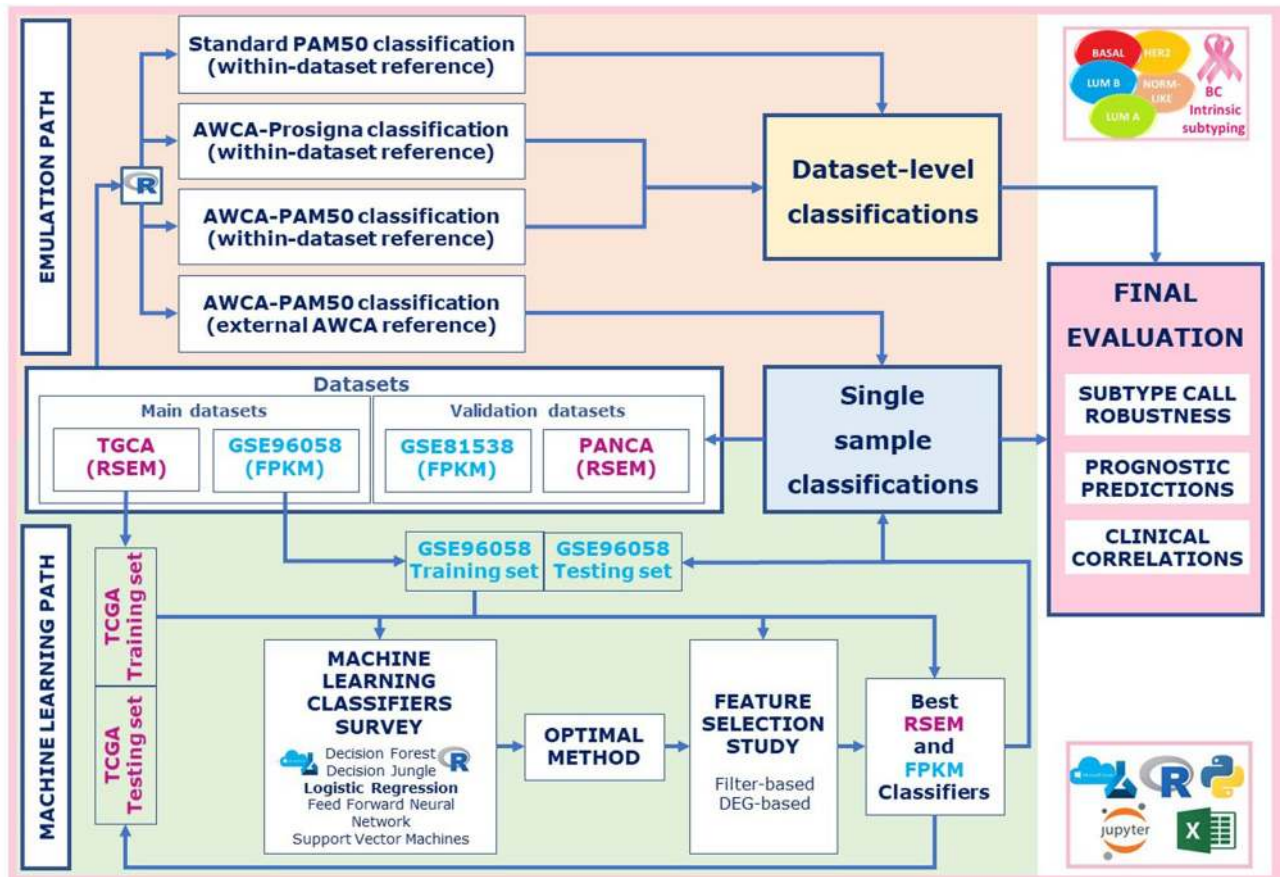 EMULATION PATH
Standard PAM50 classification
(within-dataset reference)
AWCA-Prosigna classification
(within-dataset reference)
AWCA-PAM50 classification
(within-dataset reference)
AWCA-PAM50 classification
(external AWCA reference)
R
Dataset-level
classifications
BASAL
HER2
LUM B
NORM-
LIKE
LUM A
BC
Intrinsic
subtyping
Datasets
Main datasets
TGCA
(RSEM)
GSE96058
(FPKM)
Validation datasets
GSE81538
(FPKM)
PANCA
(RSEM)
Single
sample
classifications
FINAL
EVALUATION
SUBTYPE CALL
ROBUSTNESS
PROGNOSTIC
PREDICTIONS
CLINICAL
CORRELATIONS
MACHINE LEARNING PATH
TCGA
Training set
TCGA
Testing set
GSE96058
Training set
GSE96058
Testing set
MACHINE
LEARNING
CLASSIFIERS
SURVEY
Decision Forest
Decision Jungle
R
Logistic Regression
Feed Forward Neural
Network
Support Vector Machines
OPTIMAL
METHOD
FEATURE
SELECTION
STUDY
Filter-based
DEG-based
Best
RSEM
and
FPKM
Classifiers
R
jupyter
X